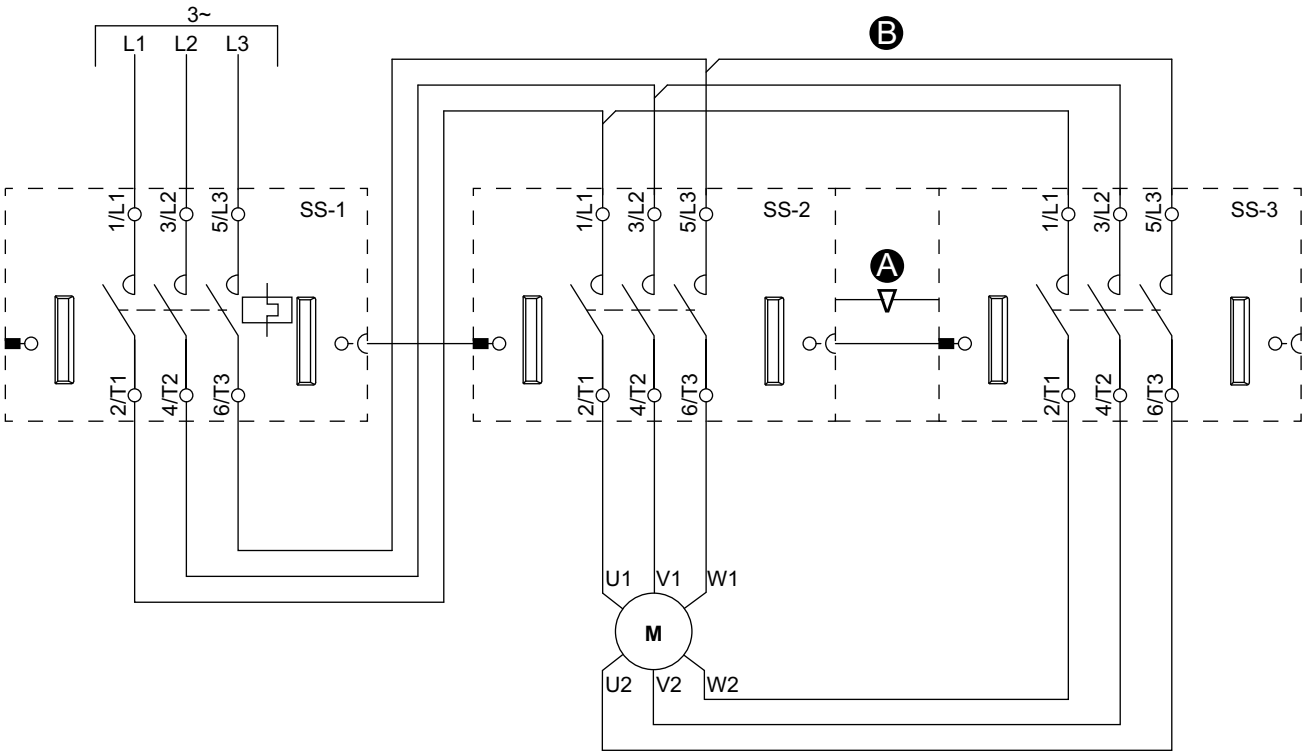 3~
L1 L2 L3
B
1/L1 3/L2 5/L3 SS-1
1/L1 3/L2 5/L3 SS-2
1/L1 3/L2 5/L3 SS-3
A
2/T1 4/T2 6/T3
2/T1 4/T2 6/T3
2/T1 4/T2 6/T3
U1 V1 W1
M
U2 V2 W2